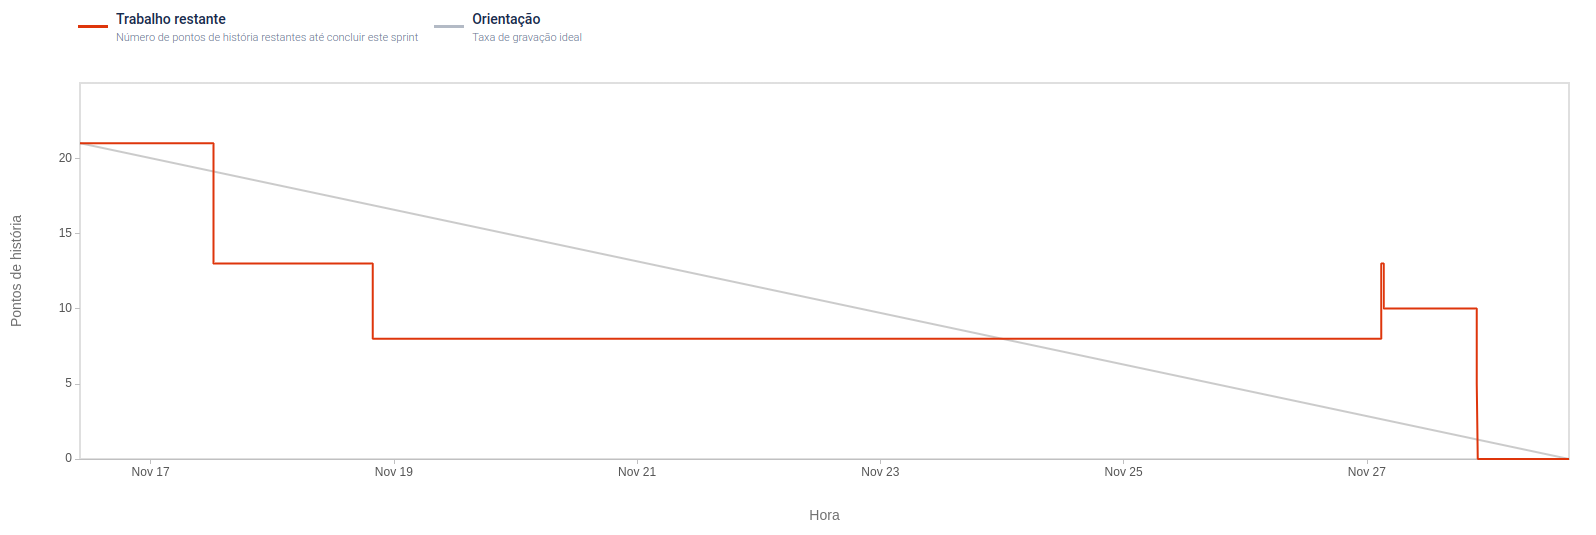 Trabalho restante
Número de pontos de história restantes até concluir este sprint
Orientação
Taxa de gravação ideal
Pontos de história
20
15
10
5
0
Nov 17 Nov 19 Nov 21 Nov 23 Nov 25 Nov 27
Hora